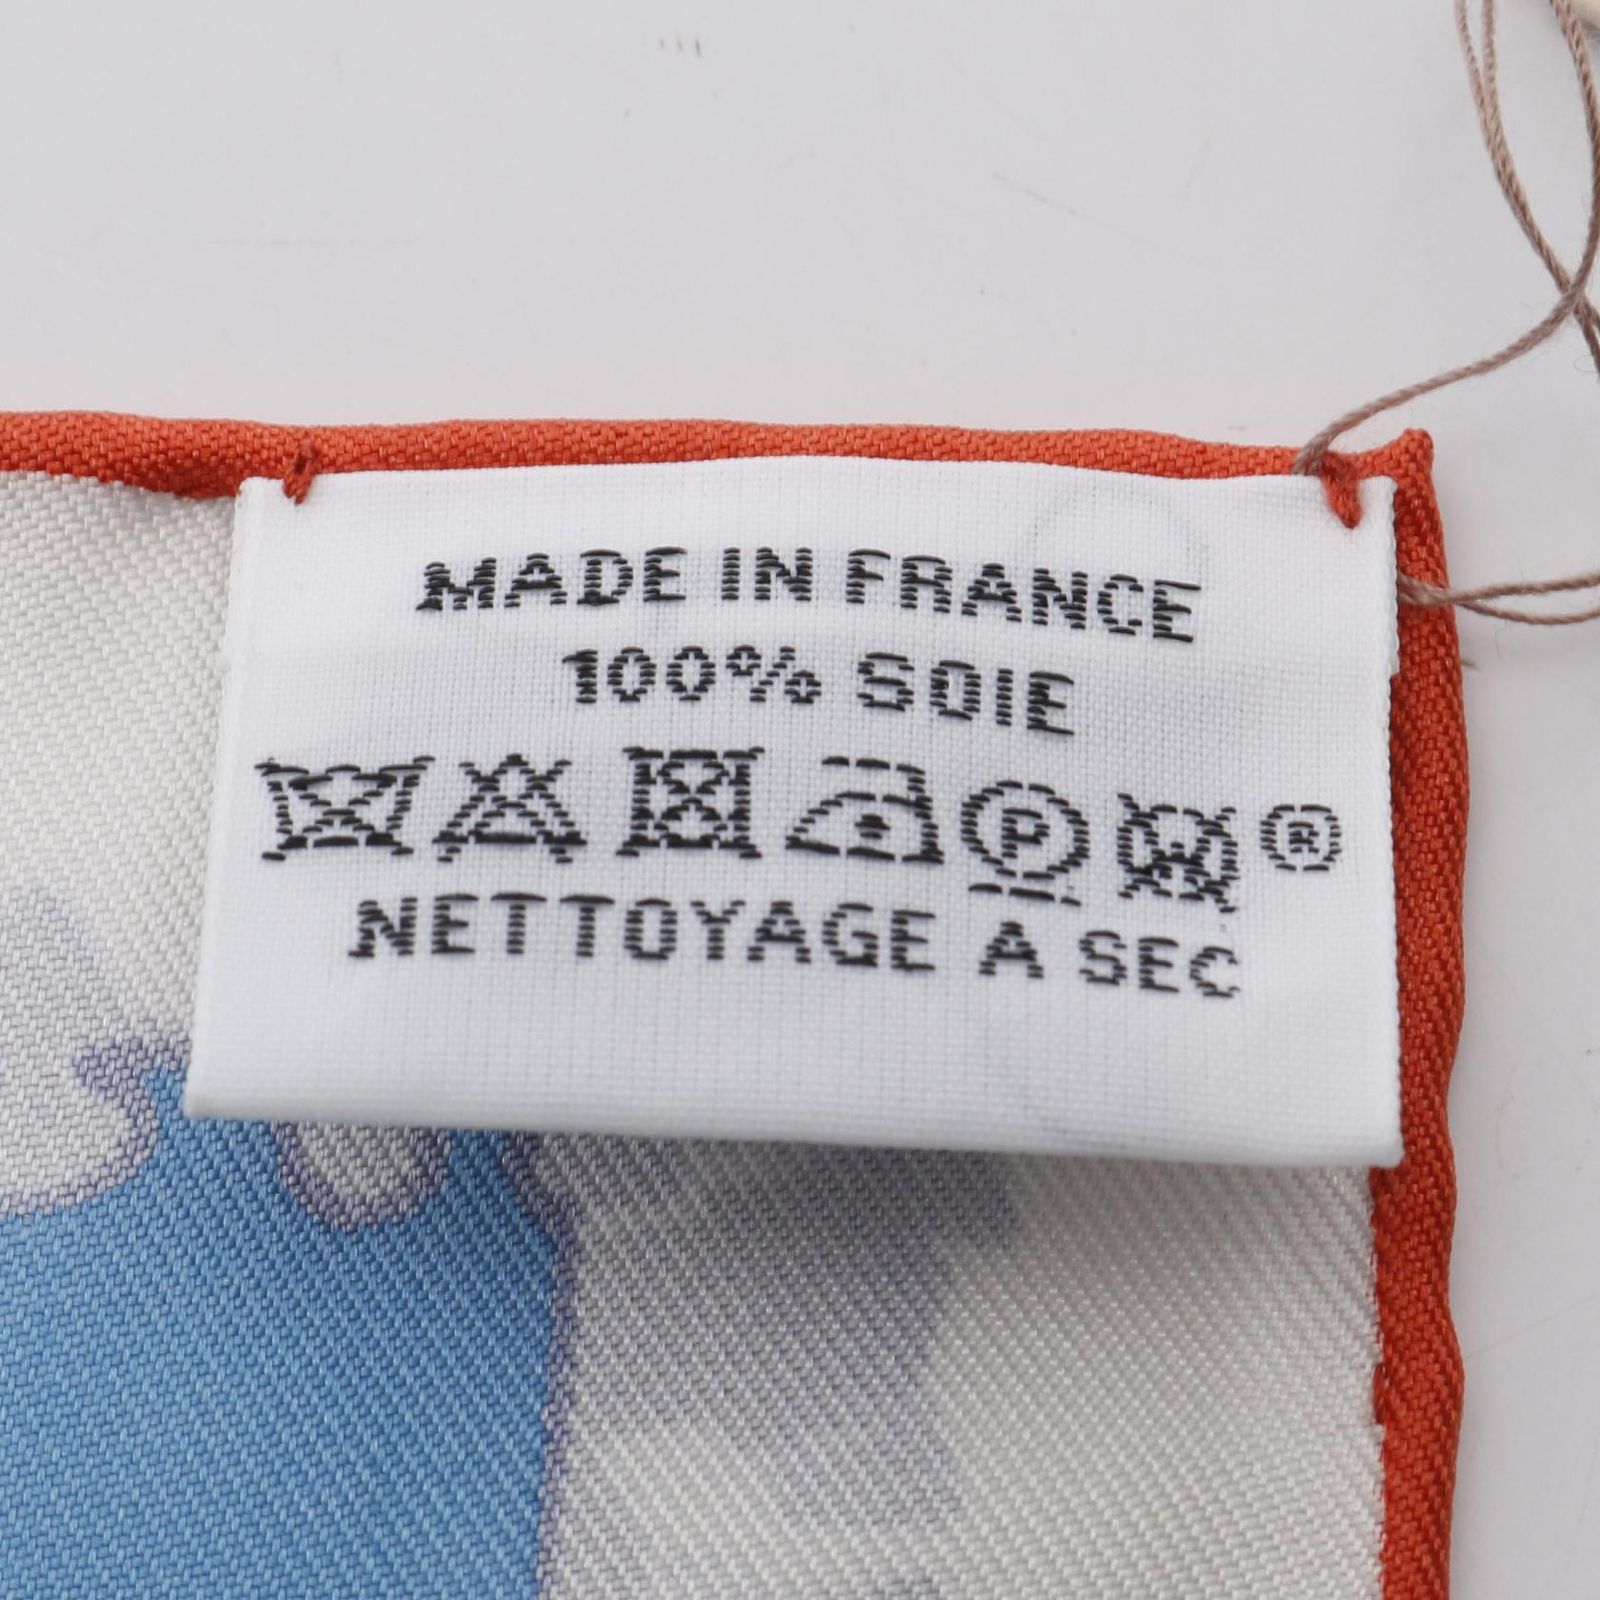 MADE IN FRANCE
100% SOIE
P ®
NETTOYAGE A SEC